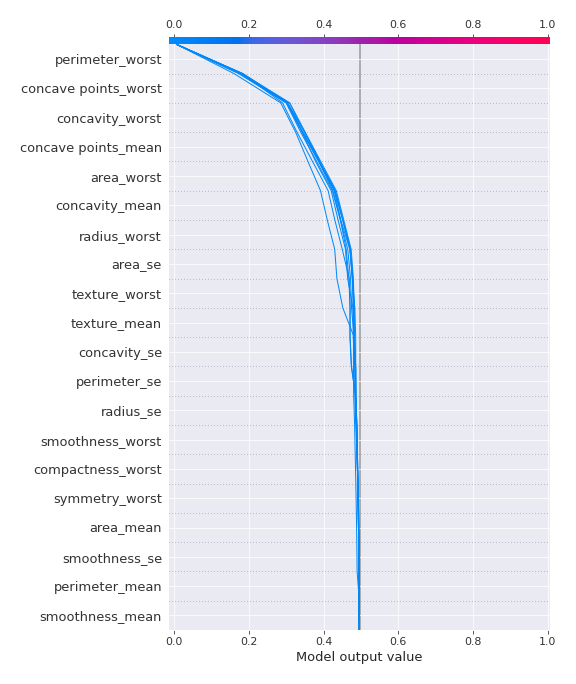 0.0 0.2 0.4 0.6 0.8 1.0
perimeter_worst
concave points_worst
concavity_worst
concave points_mean
area_worst
concavity_mean
radius_worst
area_se
texture_worst
texture_mean
concavity_se
perimeter_se
radius_se
smoothness_worst
compactness_worst
symmetry_worst
area_mean
smoothness_se
perimeter_mean
smoothness_mean
0.0 0.2 0.4 0.6 0.8 1.0
Model output value